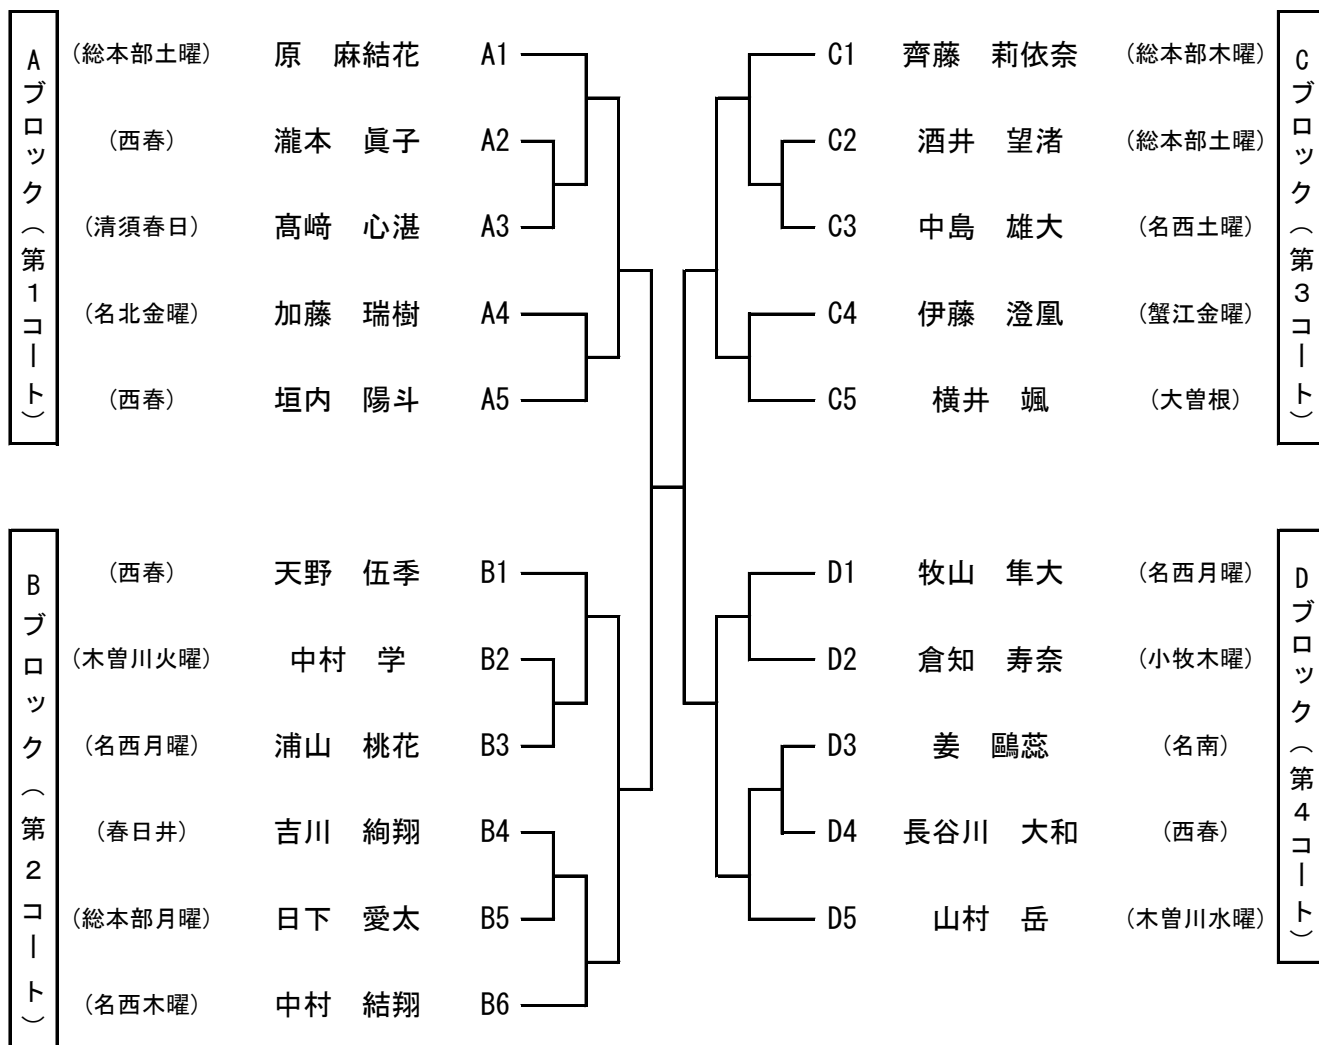 Aブロック（第1コート）
（総本部土曜） 原　麻結花 A1
（西春） 瀧本　眞子 A2
（清須春日） 髙﨑　心湛 A3
（名北金曜） 加藤　瑞樹 A4
（西春） 垣内　陽斗 A5
Bブロック（第2コート）
（西春） 天野　伍季 B1
（木曽川火曜） 中村　学 B2
（名西月曜） 浦山　桃花 B3
（春日井） 吉川　絢翔 B4
（総本部月曜） 日下　愛太 B5
（名西木曜） 中村　結翔 B6
Cブロック（第3コート）
C1 齊藤　莉依奈 （総本部木曜）
C2 酒井　望渚 （総本部土曜）
C3 中島　雄大 （名西土曜）
C4 伊藤　澄凰 （蟹江金曜）
C5 横井　颯 （大曽根）
Dブロック（第4コート）
D1 牧山　隼大 （名西月曜）
D2 倉知　寿奈 （小牧木曜）
D3 姜　鷗蕊 （名南）
D4 長谷川　大和 （西春）
D5 山村　岳 （木曽川水曜）